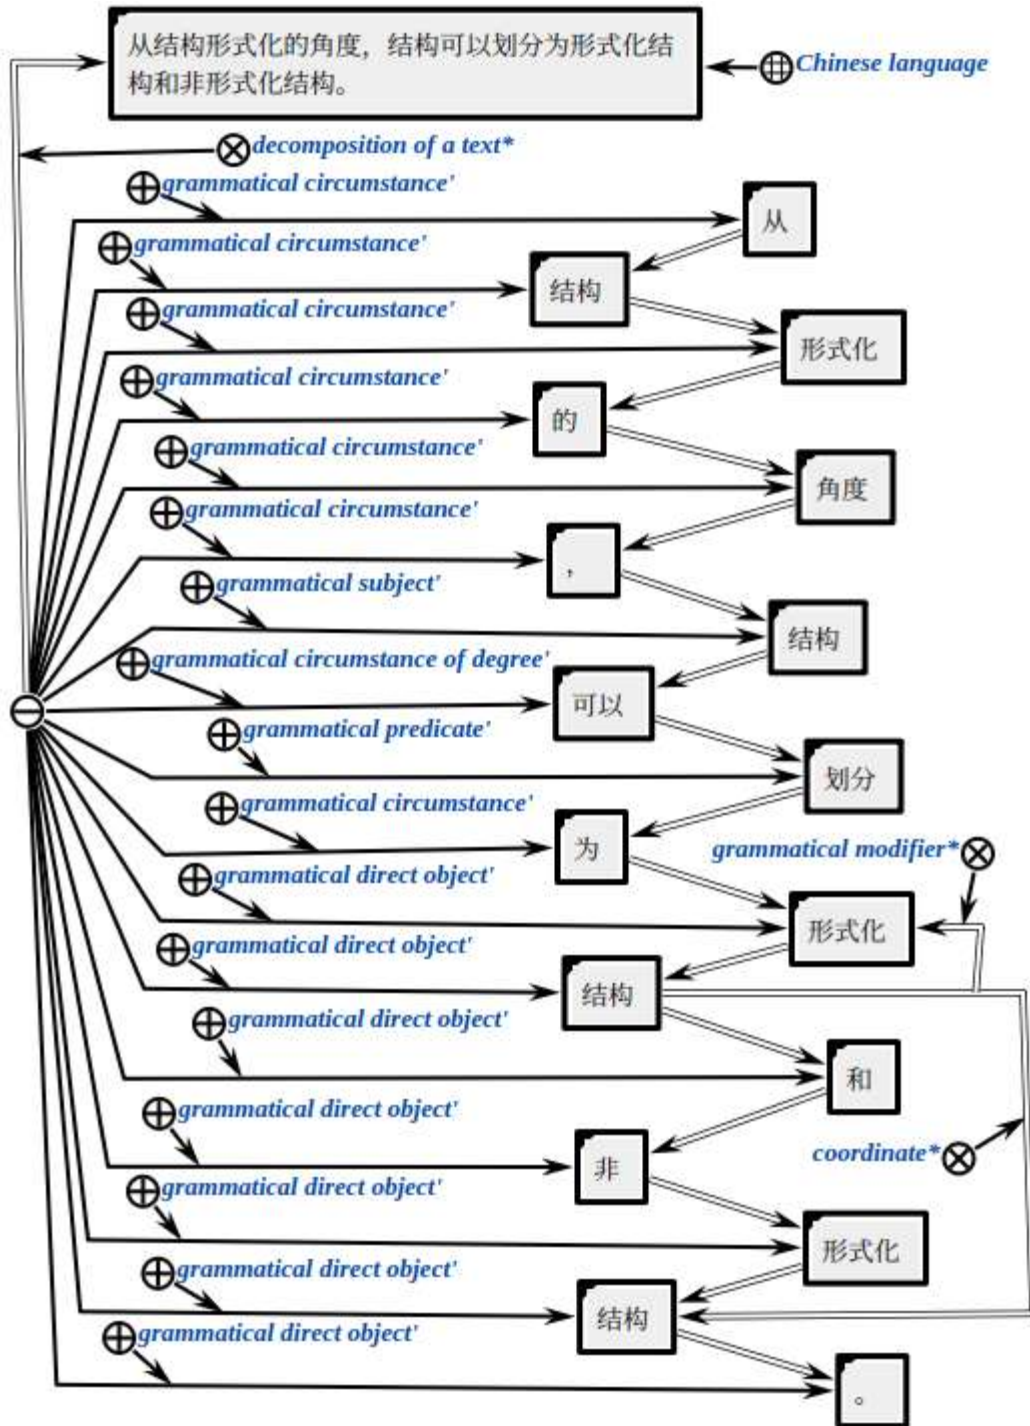 从结构形式化的角度，结构可以划分为形式化结
构和非形式化结构。
Chinese language
decomposition of a text*
grammatical circumstance'
从
grammatical circumstance'
结构
grammatical circumstance'
形式化
grammatical circumstance'
的
grammatical circumstance'
角度
grammatical circumstance'
，
grammatical subject'
结构
grammatical circumstance of degree'
可以
grammatical predicate'
划分
grammatical circumstance'
为
grammatical modifier*
grammatical direct object'
形式化
grammatical direct object'
结构
grammatical direct object'
和
grammatical direct object'
非
coordinate*
grammatical direct object'
形式化
grammatical direct object'
结构
grammatical direct object'
。